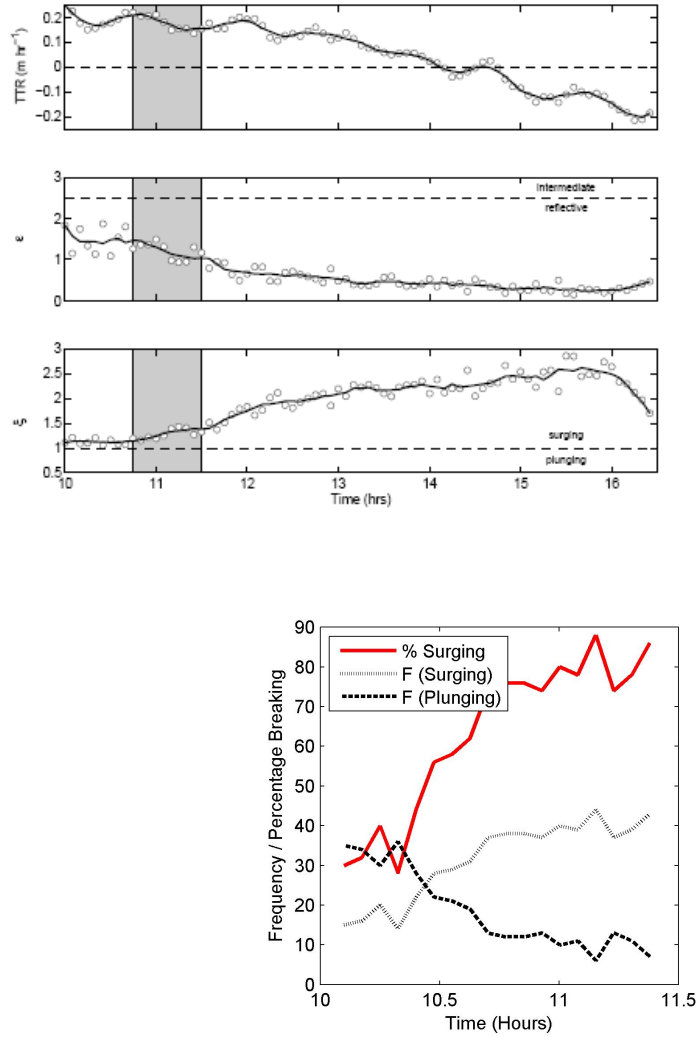 0.2
0.1
0
−0.1
−0.2
TTR (m hr⁻¹)
3
2
1
0
ε
intermediate
reflective
3
2.5
2
1.5
1
0.5
ξ
surging
plunging
10 11 12 13 14 15 16
Time (hrs)
90
80
70
60
50
40
30
20
10
0
Frequency / Percentage Breaking
% Surging
F (Surging)
F (Plunging)
10 10.5 11 11.5
Time (Hours)